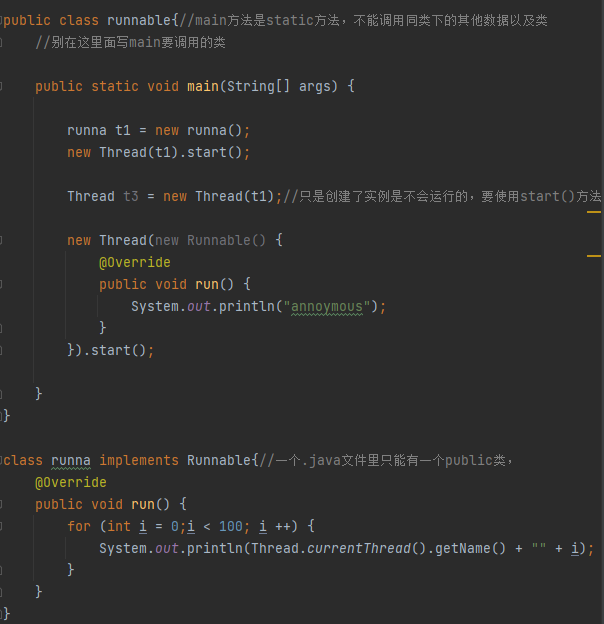 public class runnable{//main方法是static方法，不能调用同类下的其他数据以及类
//别在这里面写main要调用的类
public static void main(String[] args) {
runna t1 = new runna();
new Thread(t1).start();
Thread t3 = new Thread(t1);//只是创建了实例是不会运行的，要使用start()方法
new Thread(new Runnable() {
@Override
public void run() {
System.out.println("annoymous");
}
}).start();
}
}
class runna implements Runnable{//一个.java文件里只能有一个public类，
@Override
public void run() {
for (int i = 0;i < 100; i ++) {
System.out.println(Thread.currentThread().getName() + "" + i);
}
}
}